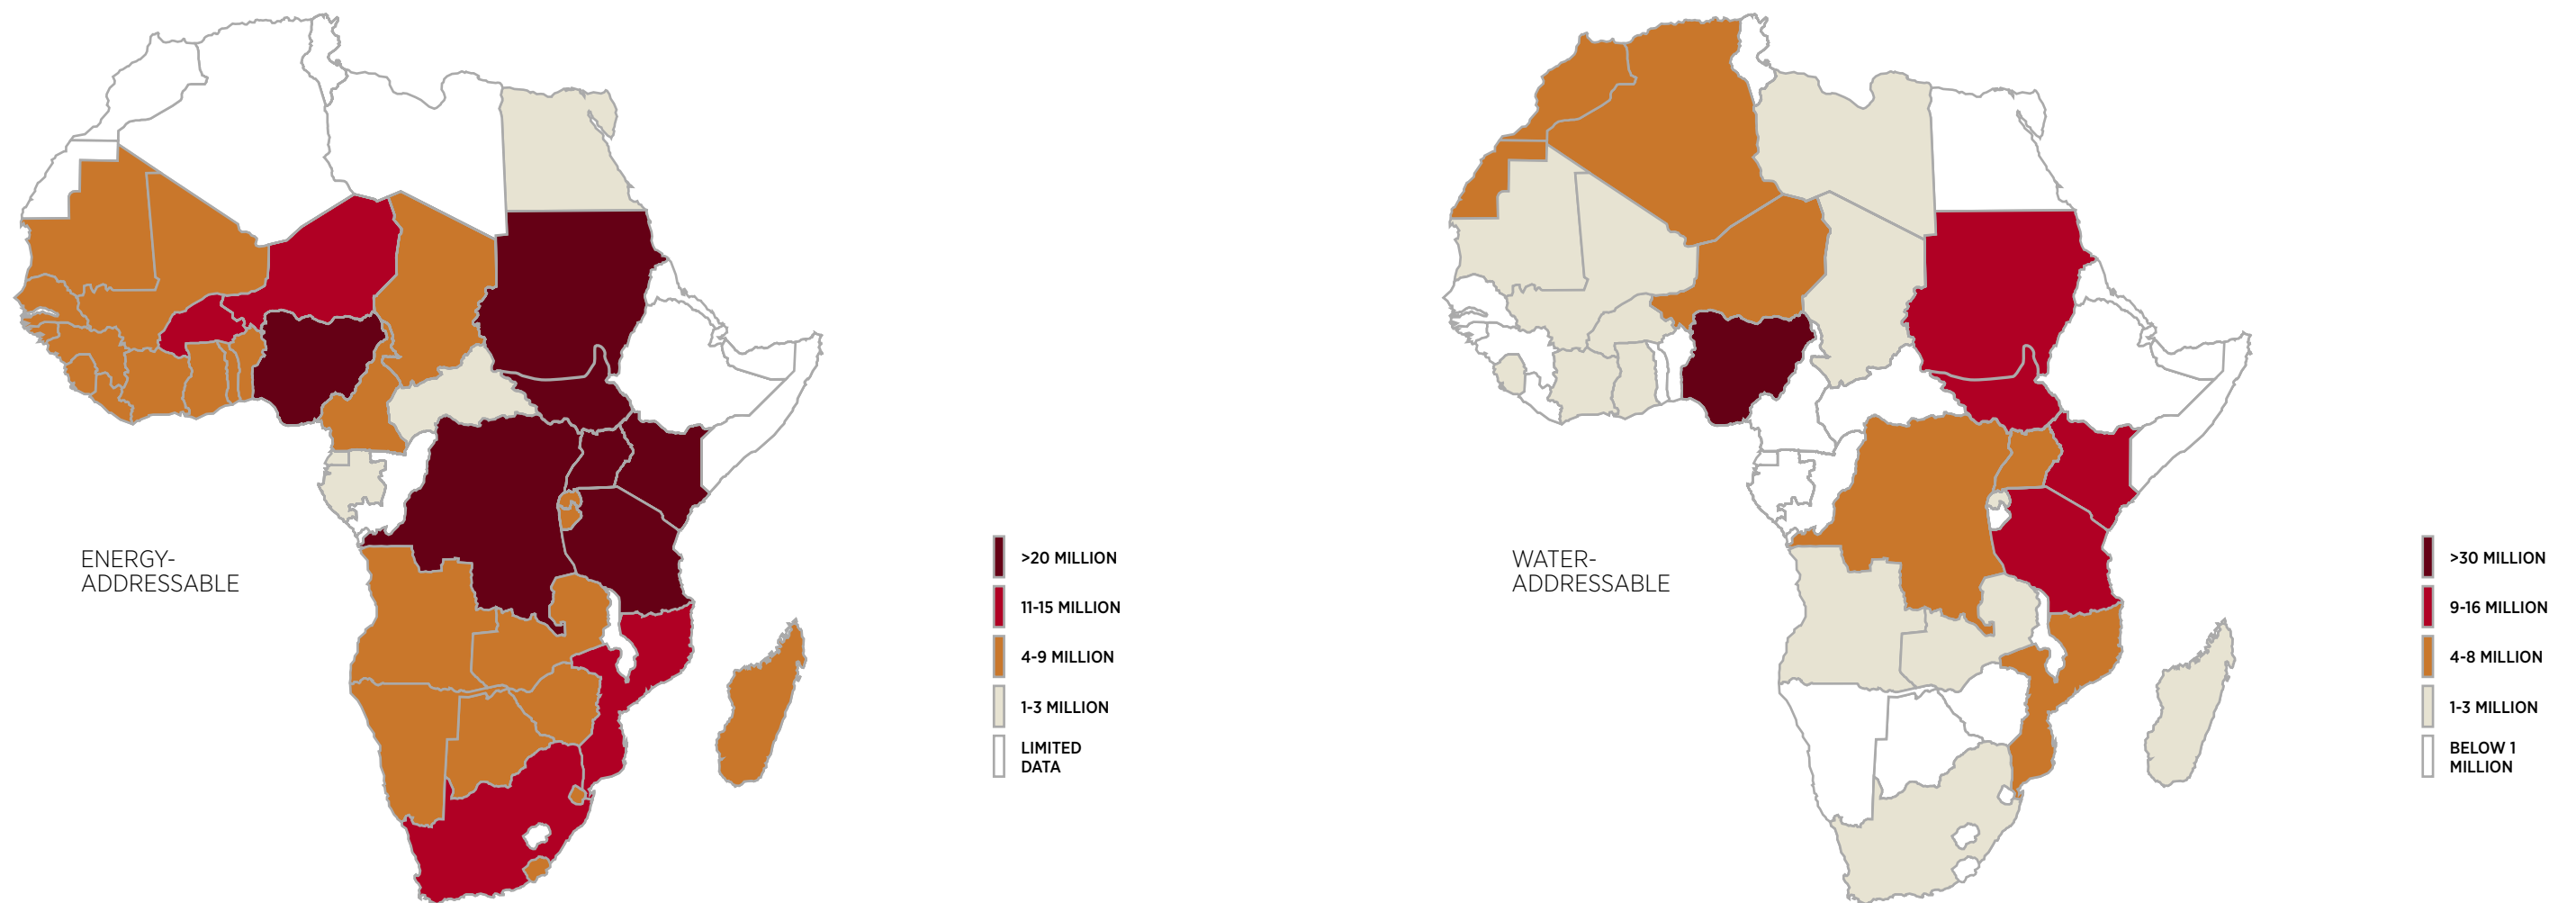 ENERGY-
ADDRESSABLE
>20 MILLION
11-15 MILLION
4-9 MILLION
1-3 MILLION
LIMITED
DATA
WATER-
ADDRESSABLE
>30 MILLION
9-16 MILLION
4-8 MILLION
1-3 MILLION
BELOW 1
MILLION